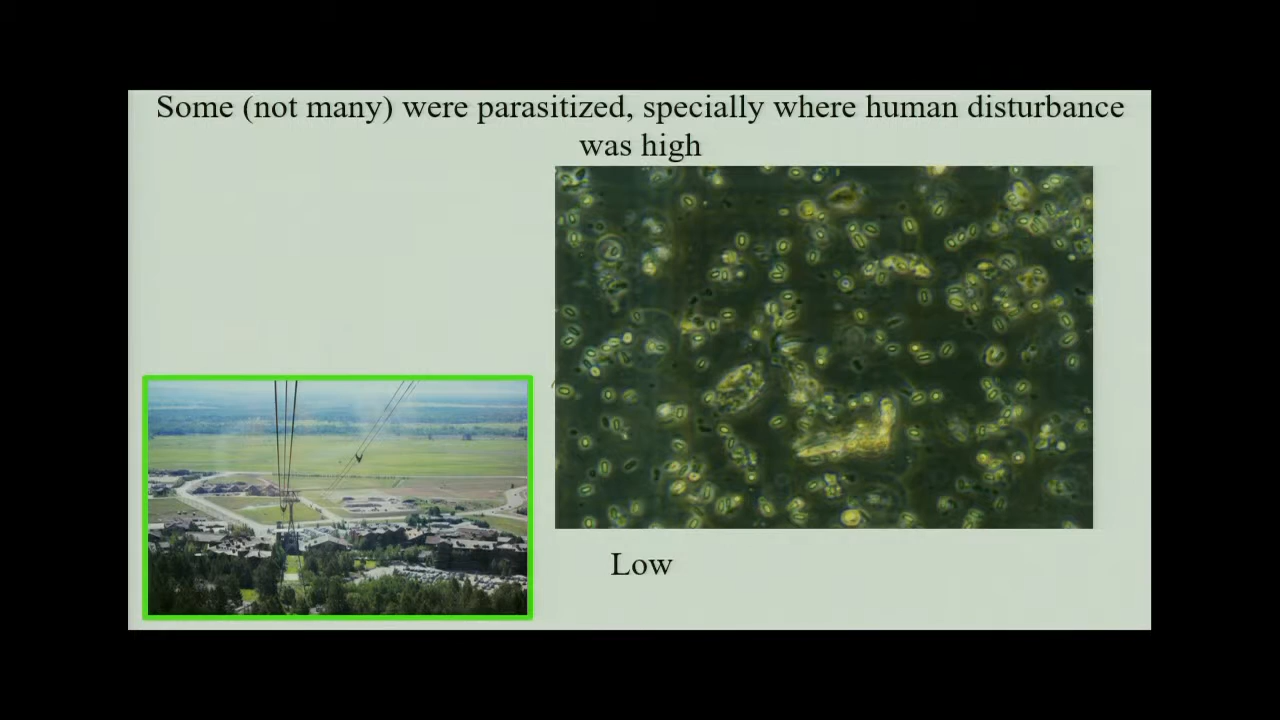 Some (not many) were parasitized, specially where human disturbance
was high
Low